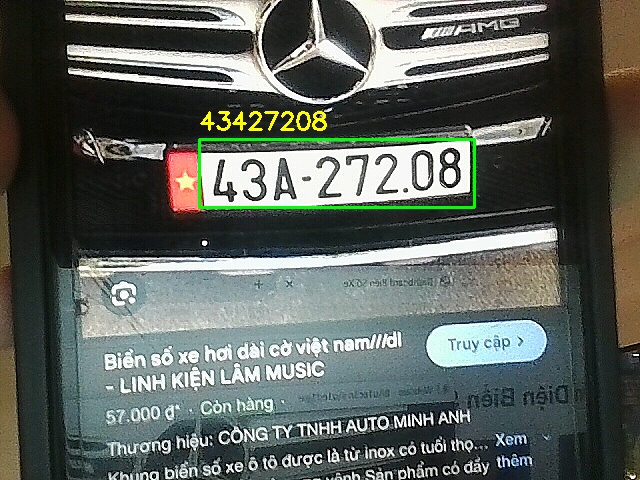 AMG
43427208
43A-272.08
Biển số xe hơi dài cờ việt nam///dl
- LINH KIỆN LÂM MUSIC
Truy cập >
57.000 đ* · Còn hàng
Thương hiệu: CÔNG TY TNHH AUTO MINH ANH
Khung biển số xe ô tô được là từ inox có tuổi thọ... Xem
Sản phẩm có đầy thêm